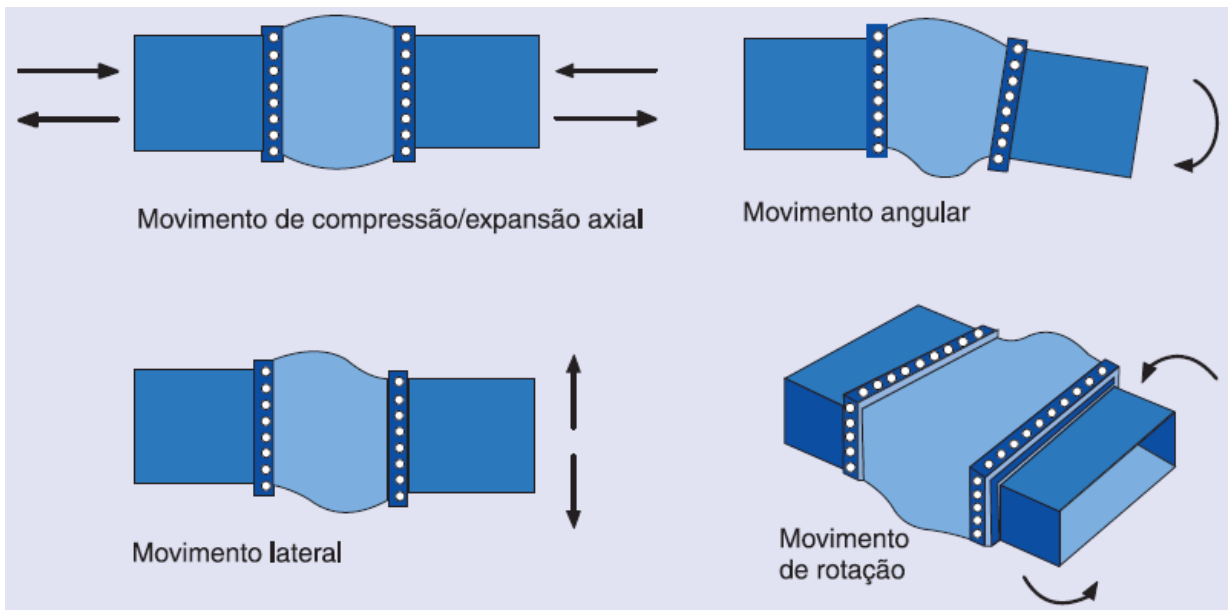 Movimento de compressão/expansão axial
Movimento angular
Movimento lateral
Movimento
de rotação